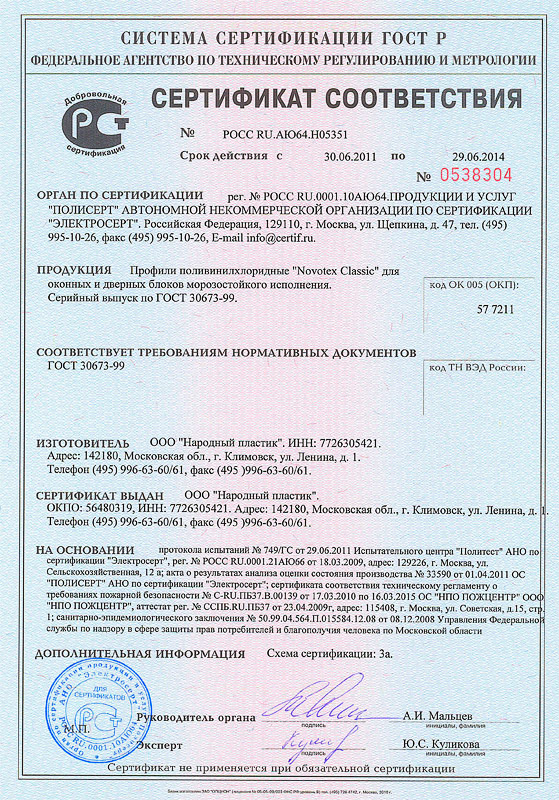 СИСТЕМА СЕРТИФИКАЦИИ ГОСТ Р
ФЕДЕРАЛЬНОЕ АГЕНТСТВО ПО ТЕХНИЧЕСКОМУ РЕГУЛИРОВАНИЮ И МЕТРОЛОГИИ
Добровольная
сертификация
СЕРТИФИКАТ СООТВЕТСТВИЯ
№ РОСС RU.АЮ64.Н05351
Срок действия с 30.06.2011 по 29.06.2014
№ 0538304
ОРГАН ПО СЕРТИФИКАЦИИ рег. № РОСС RU.0001.10АЮ64.ПРОДУКЦИИ И УСЛУГ
"ПОЛИСЕРТ" АВТОНОМНОЙ НЕКОММЕРЧЕСКОЙ ОРГАНИЗАЦИИ ПО СЕРТИФИКАЦИИ
"ЭЛЕКТРОСЕРТ". Российская Федерация, 129110, г. Москва, ул. Щепкина, д. 47, тел. (495)
995-10-26, факс (495) 995-10-26, E-mail info@certif.ru.
ПРОДУКЦИЯ Профили поливинилхлоридные "Novotex Classic" для
оконных и дверных блоков морозостойкого исполнения.
Серийный выпуск по ГОСТ 30673-99.
код ОК 005 (ОКП):
57 7211
СООТВЕТСТВУЕТ ТРЕБОВАНИЯМ НОРМАТИВНЫХ ДОКУМЕНТОВ
ГОСТ 30673-99
код ТН ВЭД России:
ИЗГОТОВИТЕЛЬ ООО "Народный пластик". ИНН: 7726305421.
Адрес: 142180, Московская обл., г. Климовск, ул. Ленина, д. 1.
Телефон (495) 996-63-60/61, факс (495 )996-63-60/61.
СЕРТИФИКАТ ВЫДАН ООО "Народный пластик".
ОКПО: 56480319, ИНН: 7726305421. Адрес: 142180, Московская обл., г. Климовск, ул. Ленина, д. 1.
Телефон (495) 996-63-60/61, факс (495 )996-63-60/61.
НА ОСНОВАНИИ протокола испытаний № 749/ГС от 29.06.2011 Испытательного центра "Политест" АНО по
сертификации "Электросерт", рег. № РОСС RU.0001.21АЮ66 от 18.03.2009, адрес: 129226, г. Москва, ул.
Сельскохозяйственная, 12 а; акта о результатах анализа оценки состояния производства № 33590 от 01.04.2011 ОС
"ПОЛИСЕРТ" АНО по сертификации "Электросерт"; сертификата соответствия техническому регламенту о
требованиях пожарной безопасности № C-RU.ПБ37.В.00139 от 17.03.2010 по 16.03.2015 ОС "НПО ПОЖЦЕНТР" ООО
"НПО ПОЖЦЕНТР", аттестат рег. № ССПБ.RU.ПБ37 от 23.04.2009г, адрес: 115408, г. Москва, ул. Советская, д.15, стр.
1; санитарно-эпидемиологического заключения № 50.99.04.564.П.015584.12.08 от 08.12.2008 Управления Федеральной
службы по надзору в сфере защиты прав потребителей и благополучия человека по Московской области
ДОПОЛНИТЕЛЬНАЯ ИНФОРМАЦИЯ Схема сертификации: 3а.
АНО "Электросерт"
ДЛЯ
СЕРТИФИКАТОВ
М.П.
Руководитель органа
подпись
А.И. Мальцев
инициалы, фамилия
Эксперт
подпись
Ю.С. Куликова
инициалы, фамилия
Сертификат не применяется при обязательной сертификации